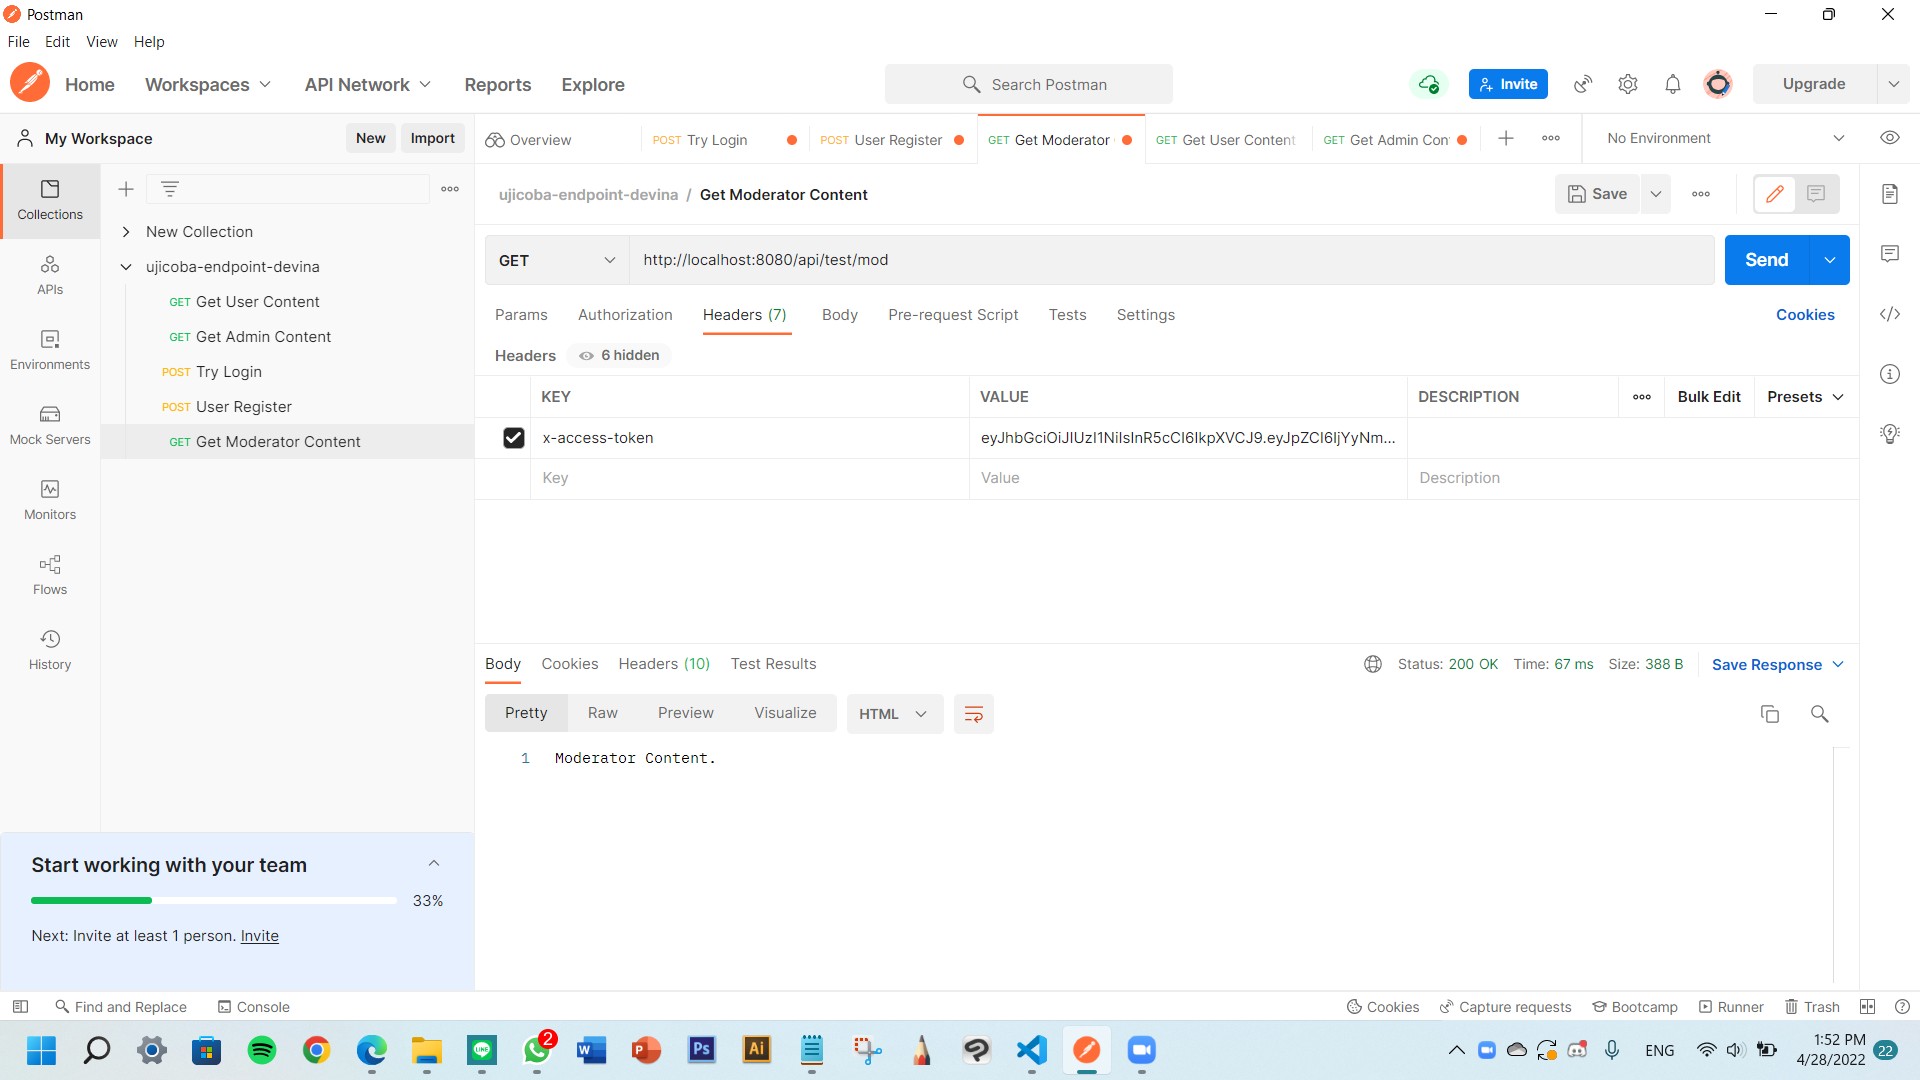 Postman
File Edit View Help
Home Workspaces API Network Reports Explore Search Postman Invite Upgrade
My Workspace New Import Overview POST Try Login POST User Register GET Get Moderator GET Get User Content GET Get Admin Con No Environment
Collections
ujicoba-endpoint-devina / Get Moderator Content Save
New Collection
ujicoba-endpoint-devina
GET http://localhost:8080/api/test/mod Send
APIs
GET Get User Content
Params Authorization Headers (7) Body Pre-request Script Tests Settings Cookies
GET Get Admin Content
Environments
Headers 6 hidden
POST Try Login
KEY VALUE DESCRIPTION Bulk Edit Presets
POST User Register
Mock Servers
GET Get Moderator Content
x-access-token eyJhbGciOiJIUzI1NiIsInR5cCI6IkpXVCJ9.eyJpZCI6IjYyNm...
Key Value Description
Monitors
Flows
History
Body Cookies Headers (10) Test Results Status: 200 OK Time: 67 ms Size: 388 B Save Response
Pretty Raw Preview Visualize HTML
1 Moderator Content.
Start working with your team
33%
Next: Invite at least 1 person. Invite
Find and Replace Console Cookies Capture requests Bootcamp Runner Trash
2
LINE W P Ps Ai
ENG
1:52 PM
4/28/2022
22